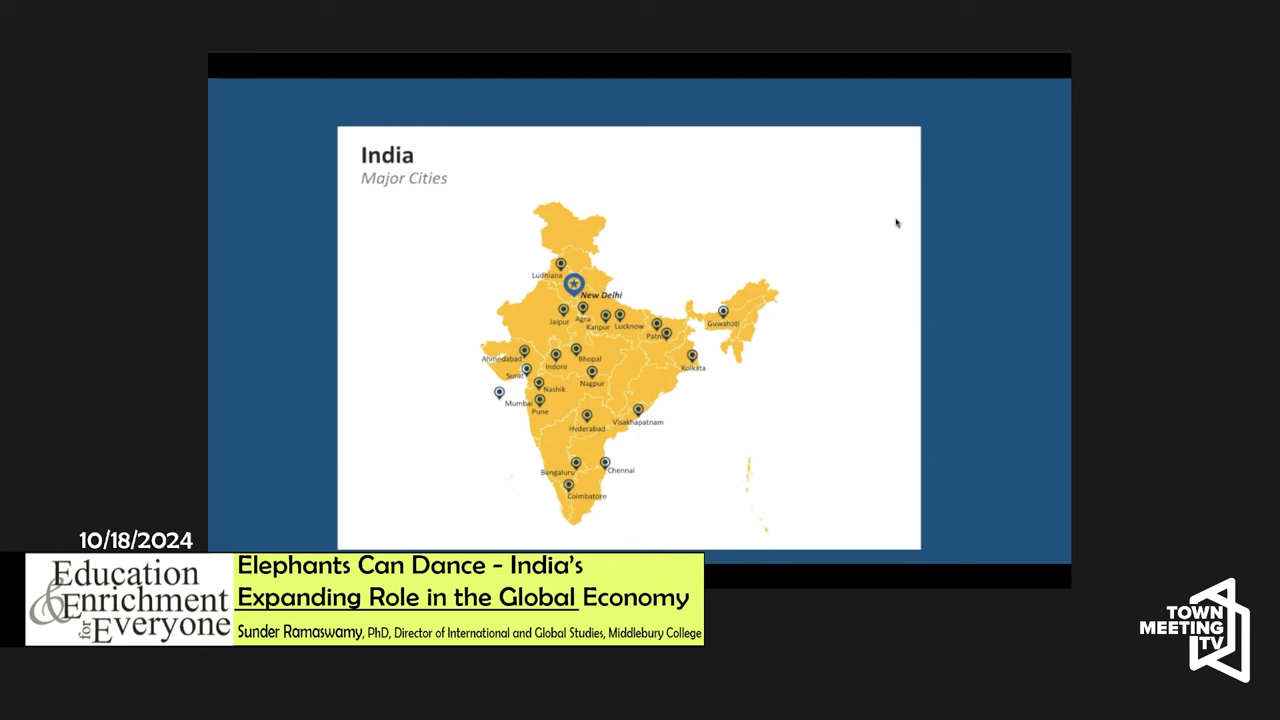 India
Major Cities
Ludhiana
New Delhi
Jaipur
Agra
Kanpur
Lucknow
Guwahati
Ahmedabad
Indore
Bhopal
Kolkata
Surat
Nashik
Nagpur
Mumbai
Pune
Hyderabad
Visakhapatnam
Bengaluru
Chennai
Coimbatore
10/18/2024
Education
& Enrichment
for Everyone
Elephants Can Dance - India’s
Expanding Role in the Global Economy
Sunder Ramaswamy, PhD, Director of International and Global Studies, Middlebury College
TOWN
MEETING
TV